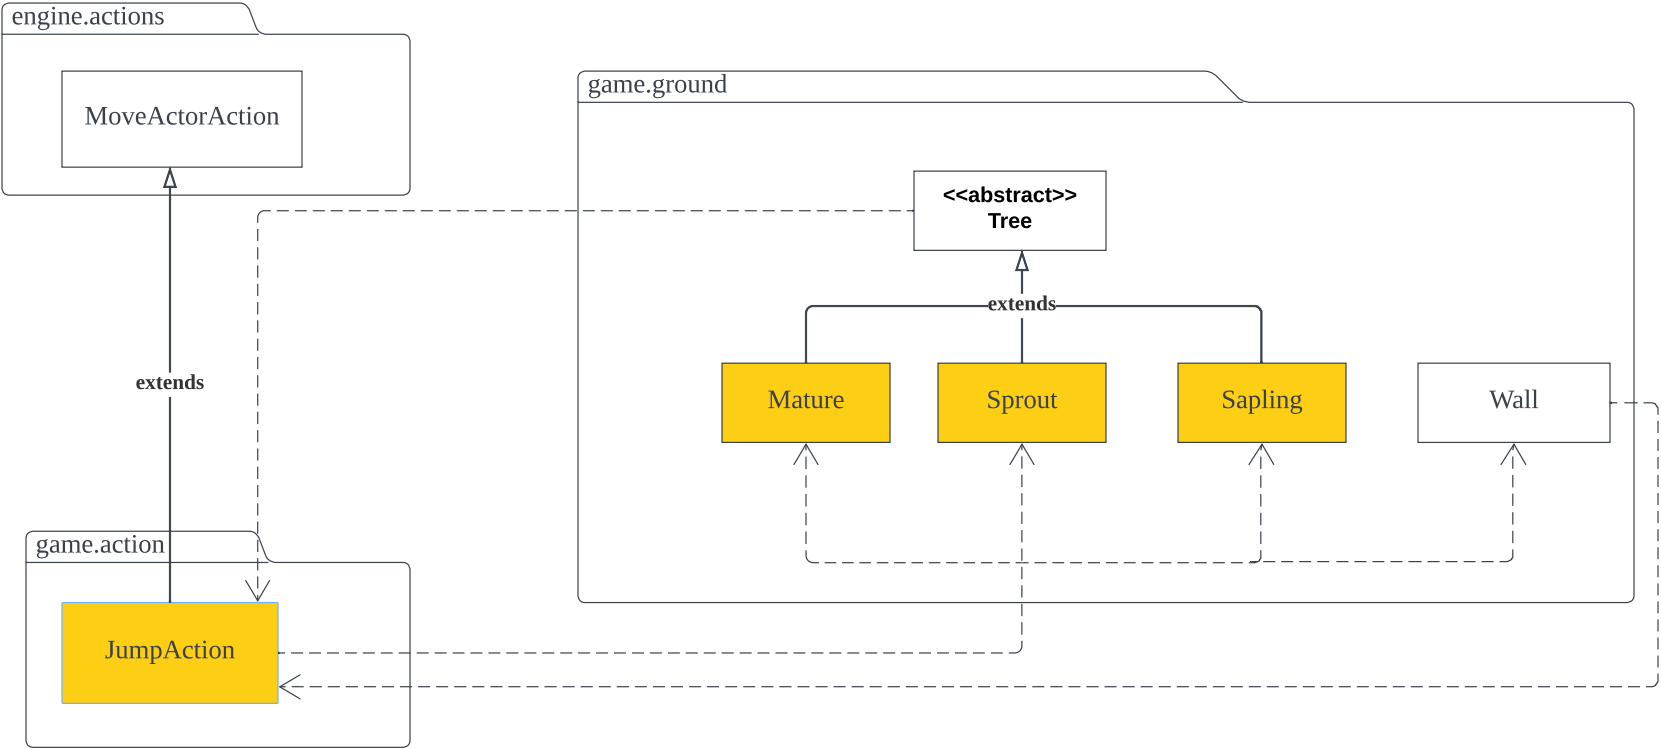 engine.actions
MoveActorAction
game.ground
<<abstract>>
Tree
extends
extends
Mature
Sprout
Sapling
Wall
game.action
JumpAction